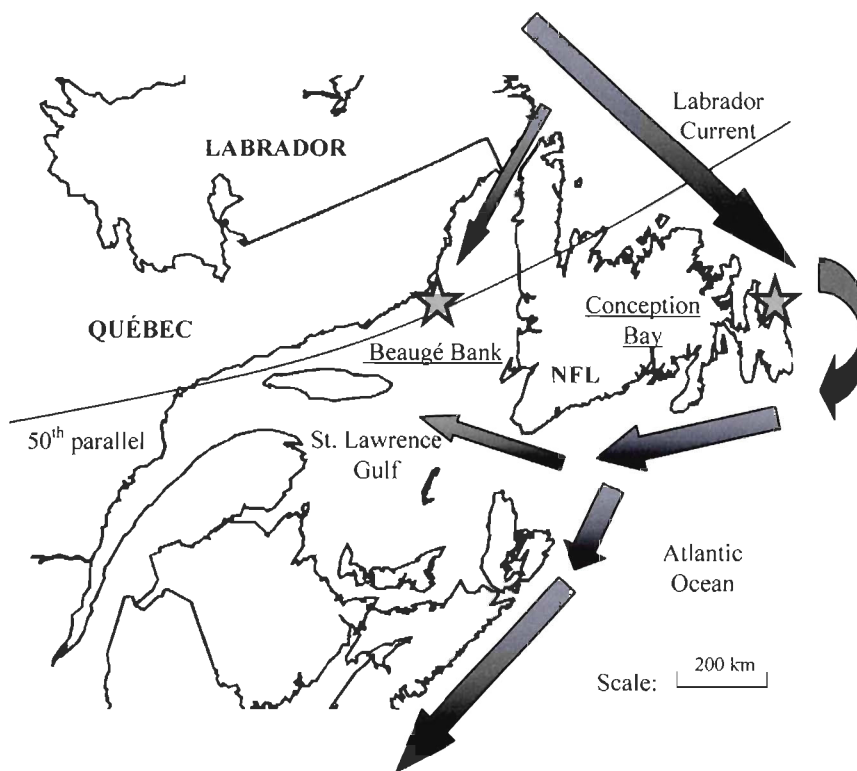 Labrador
Current
LABRADOR
QUÉBEC
Conception
Bay
Beaugé Bank
NFL
50th parallel
St. Lawrence
Gulf
Atlantic
Ocean
200 km
Scale: